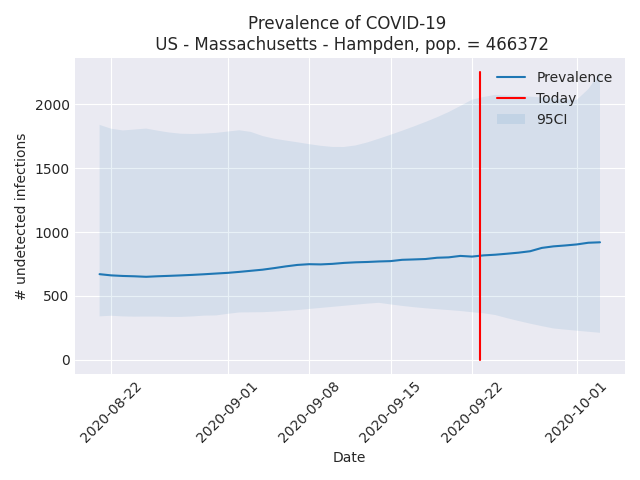 Prevalence of COVID-19
US - Massachusetts - Hampden, pop. = 466372
Prevalence
Today
95CI
# undetected infections
2000
1500
1000
500
0
2020-08-22
2020-09-01
2020-09-08
2020-09-15
2020-09-22
2020-10-01
Date